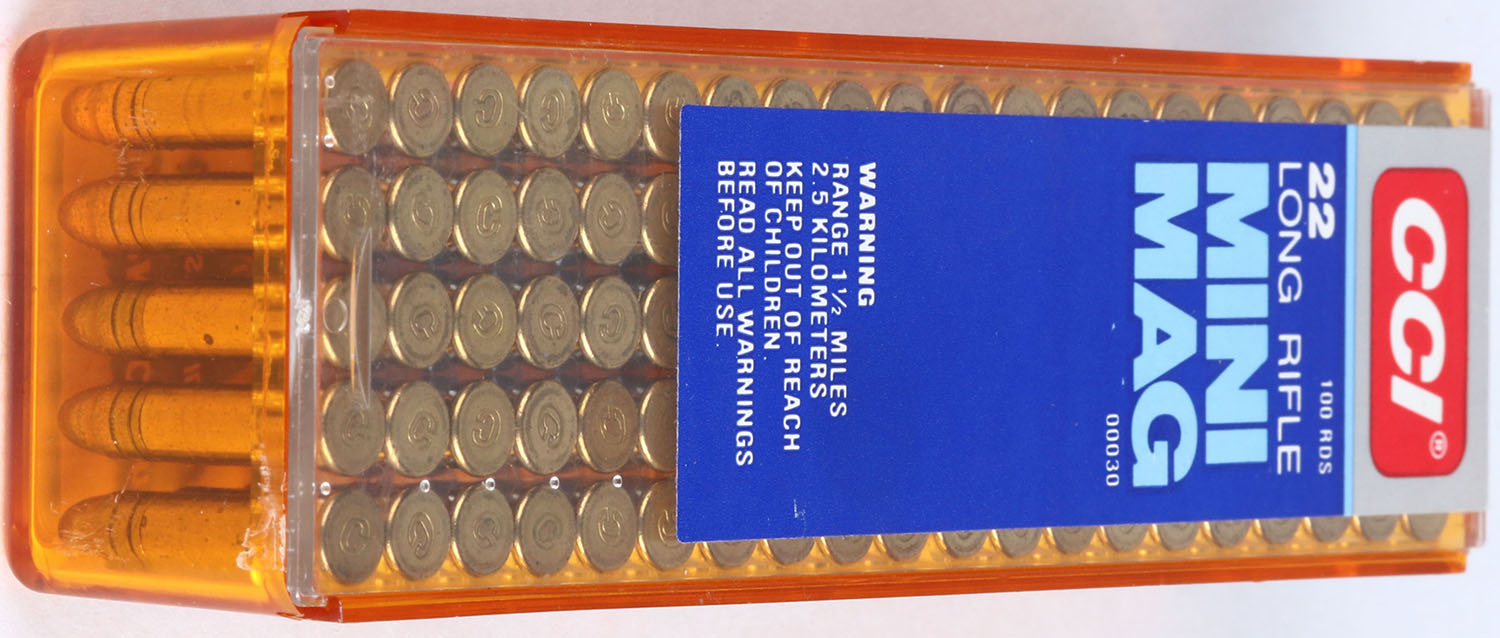 CCI®
100 RDS
22
LONG RIFLE
MINI
MAG
00030
WARNING
RANGE 1½ MILES
2.5 KILOMETERS
KEEP OUT OF REACH
OF CHILDREN.
READ ALL WARNINGS
BEFORE USE.
C